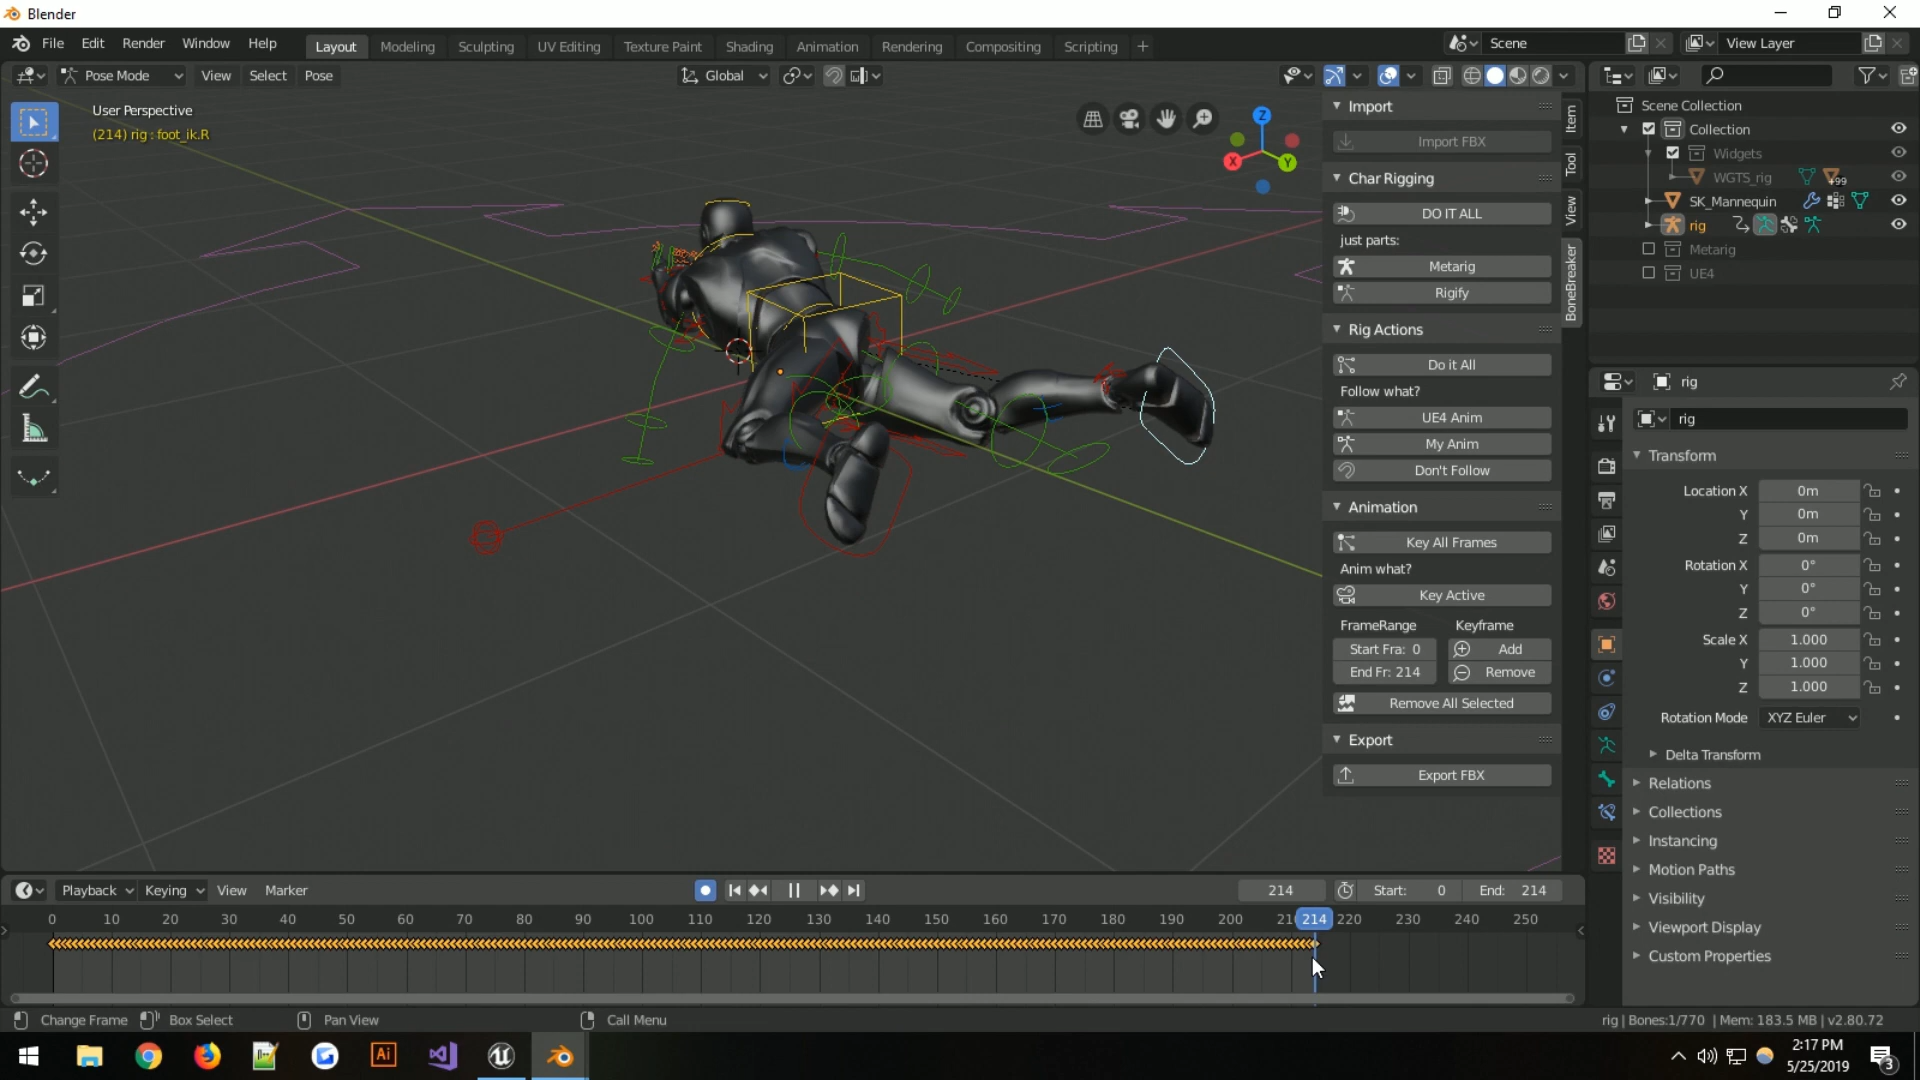 Blender
File Edit Render Window Help Layout Modeling Sculpting UV Editing Texture Paint Shading Animation Rendering Compositing Scripting + Scene View Layer
Pose Mode View Select Pose Global
User Perspective
(214) rig : foot_ik.R
Z
X
Y
Import
Import FBX
Char Rigging
DO IT ALL
just parts:
Metarig
Rigify
Rig Actions
Do it All
Follow what?
UE4 Anim
My Anim
Don't Follow
Animation
Key All Frames
Anim what?
Key Active
FrameRange Keyframe
Start Fra: 0 Add
End Fr: 214 Remove
Remove All Selected
Export
Export FBX
Item
Tool
View
BoneBreaker
Scene Collection
Collection
Widgets
WGTS_rig +99
SK_Mannequin
rig
Metarig
UE4
rig
rig
Transform
Location X 0m
Y 0m
Z 0m
Rotation X 0°
Y 0°
Z 0°
Scale X 1.000
Y 1.000
Z 1.000
Rotation Mode XYZ Euler
Delta Transform
Relations
Collections
Instancing
Motion Paths
Visibility
Viewport Display
Custom Properties
Playback Keying View Marker 214 Start: 0 End: 214
0 10 20 30 40 50 60 70 80 90 100 110 120 130 140 150 160 170 180 190 200 21 214 220 230 240 250
Change Frame Box Select Pan View Call Menu rig | Bones:1/770 | Mem: 183.5 MB | v2.80.72
Ai
2:17 PM
5/25/2019
3